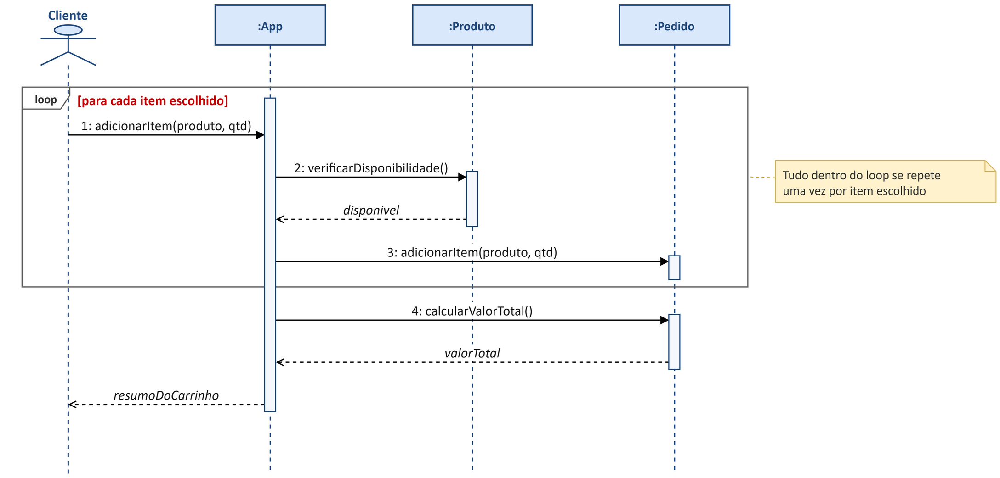 Cliente
:App
:Produto
:Pedido
loop
[para cada item escolhido]
1: adicionarItem(produto, qtd)
2: verificarDisponibilidade()
Tudo dentro do loop se repete
uma vez por item escolhido
disponivel
3: adicionarItem(produto, qtd)
4: calcularValorTotal()
valorTotal
resumoDoCarrinho